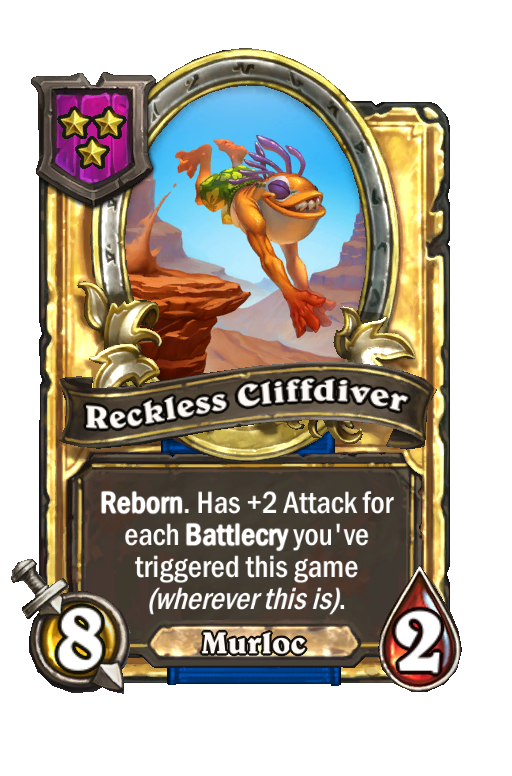 Reckless Cliffdiver
Reborn. Has +2 Attack for
each Battlecry you've
triggered this game
(wherever this is).
8
Murloc
2